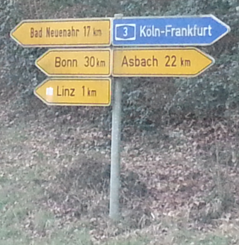 Bad Neuenahr 17 km
3 Köln-Frankfurt
Bonn 30 km
Asbach 22 km
Linz 1 km